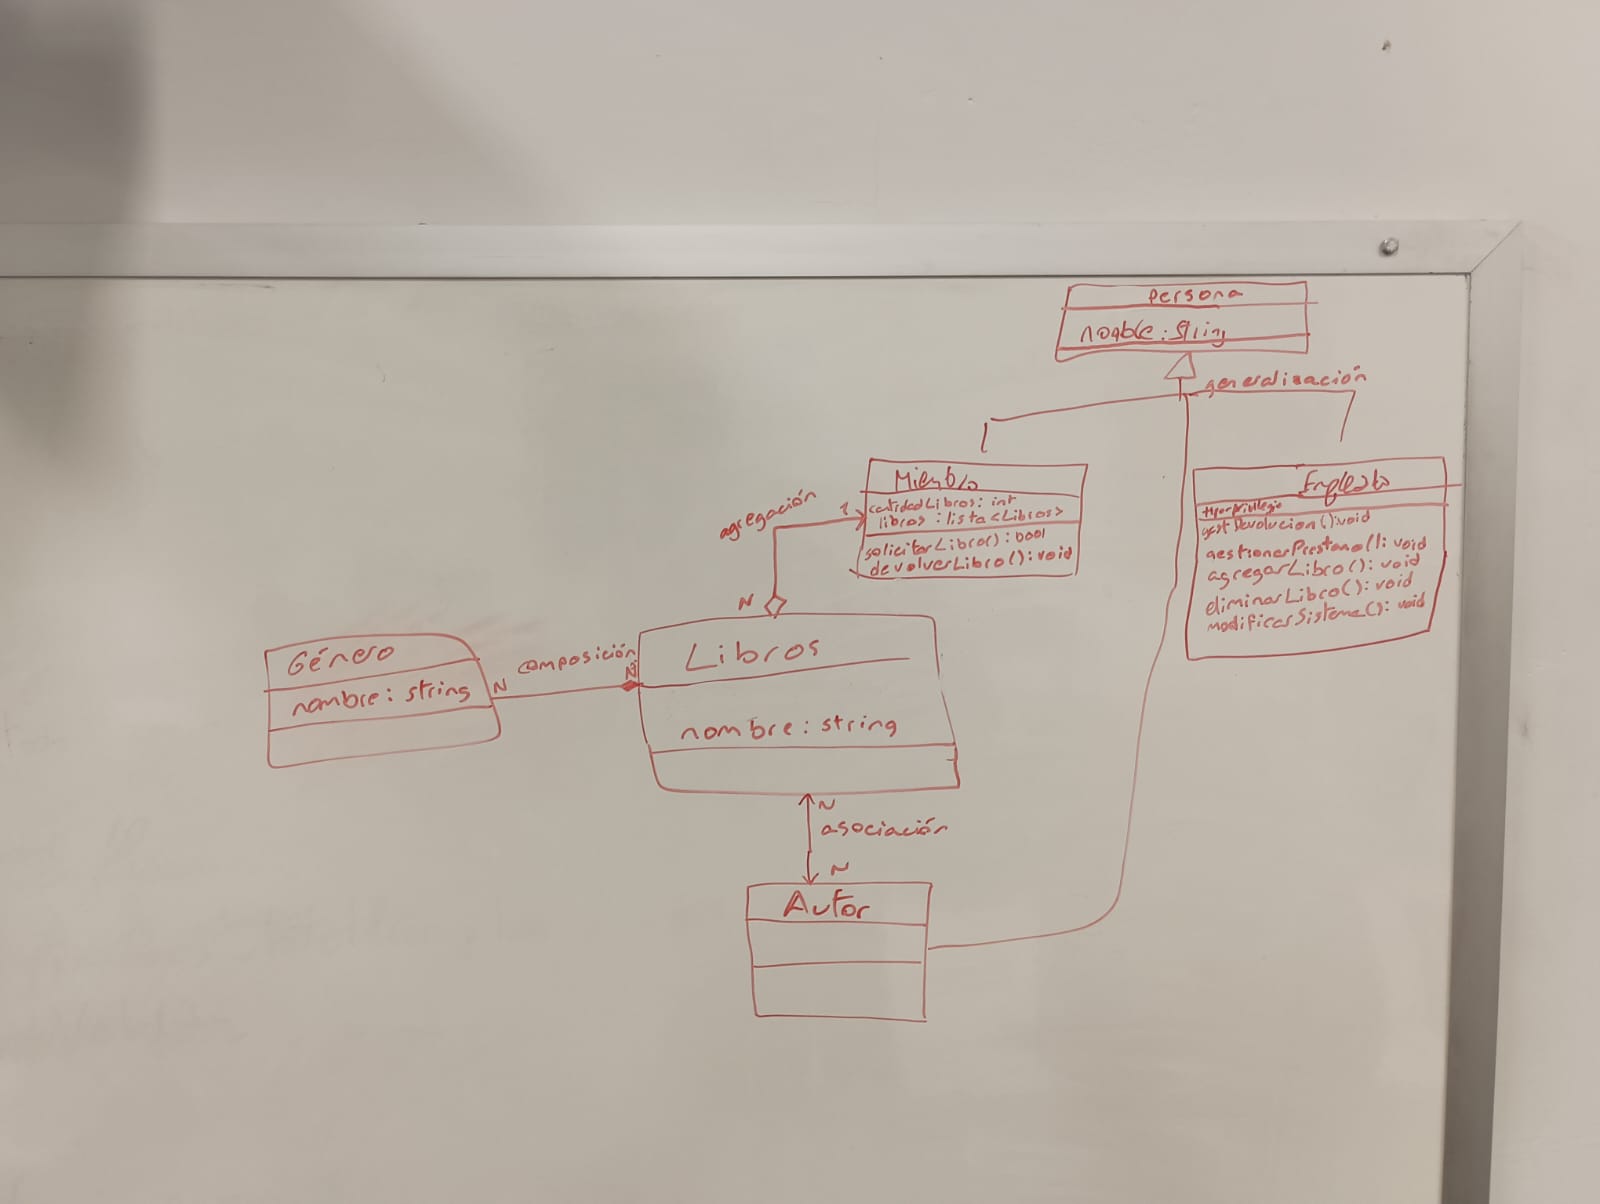 Persona
nombre: string
generalización
Miembro
cantidadLibros: int
libros: lista<Libros>
solicitarLibro(): bool
devolverLibro(): void
Empleado
tipoprivilegio
gestDevolucion(): void
gestionarPrestamo(): void
agregarLibro(): void
eliminarLibro(): void
modificarSistema(): void
agregación
1
N
Género
nombre: string
composición
N
N
Libros
nombre: string
N
asociación
N
Autor